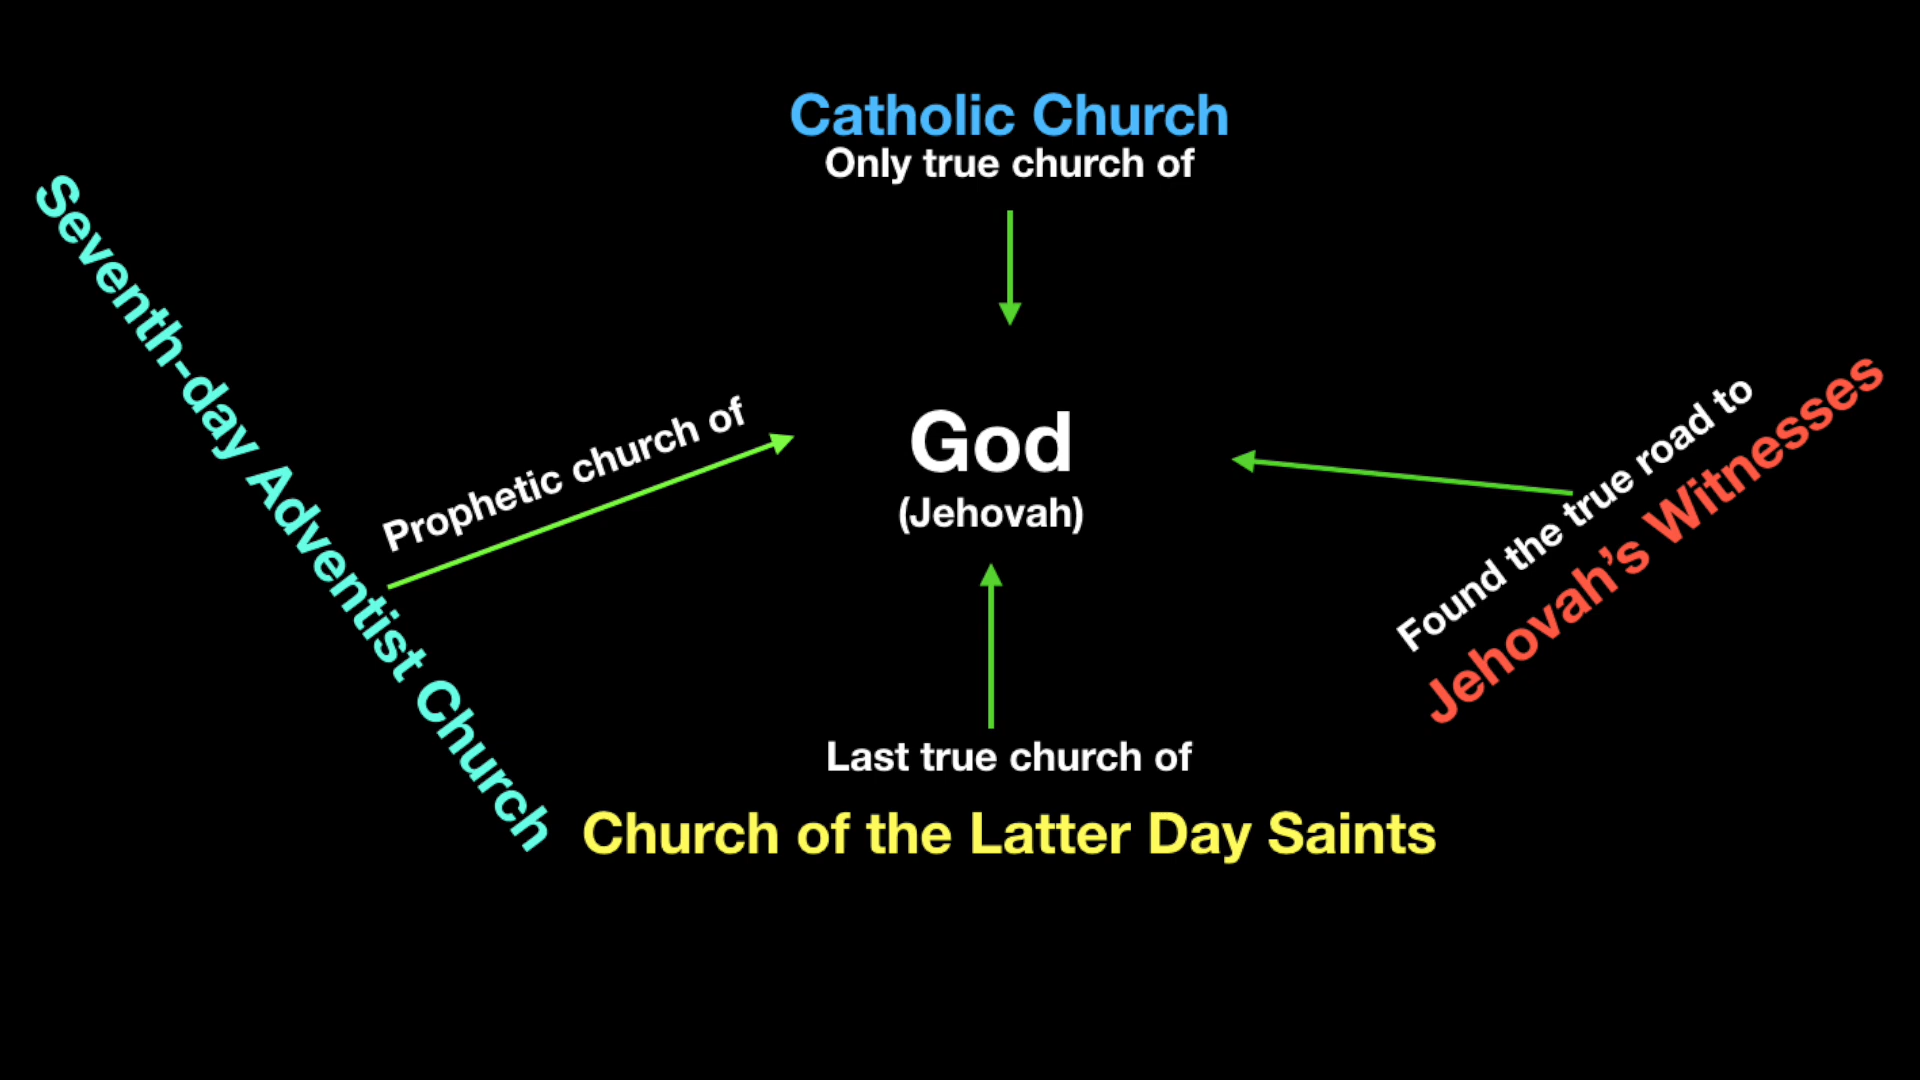 Catholic Church
Only true church of
Seventh-day Adventist Church
Prophetic church of
God
(Jehovah)
Found the true road to
Jehovah’s Witnesses
Last true church of
Church of the Latter Day Saints